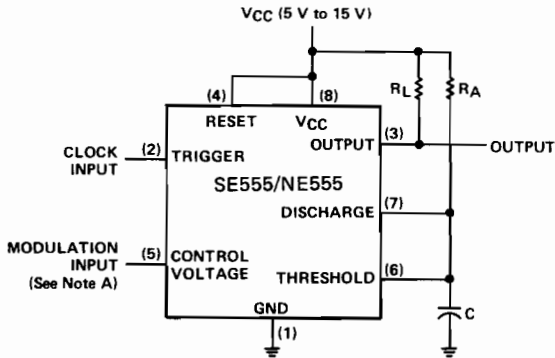 VCC (5 V to 15 V)
(4)
(8)
RL
RA
RESET
VCC
(3)
OUTPUT
OUTPUT
CLOCK
INPUT
(2)
TRIGGER
SE555/NE555
(7)
DISCHARGE
MODULATION
INPUT
(See Note A)
(5)
CONTROL
VOLTAGE
(6)
THRESHOLD
GND
C
(1)